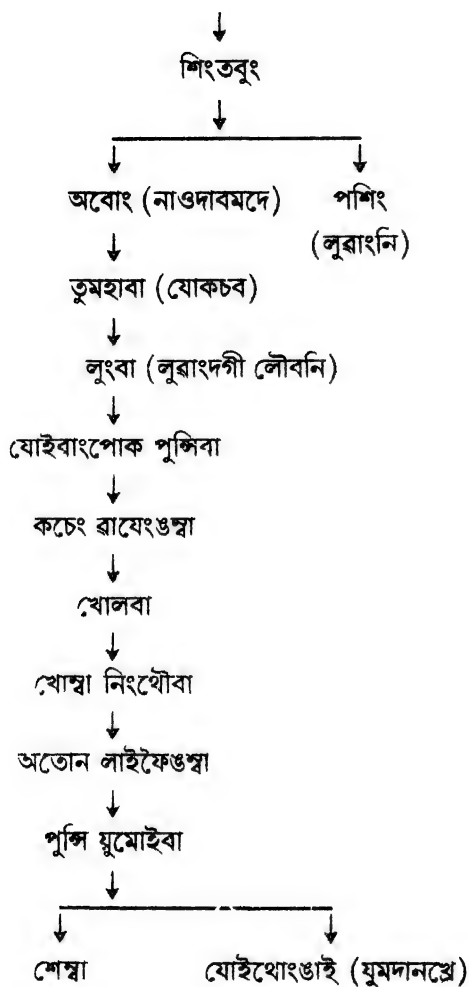 শিংতবুং
অবোং (নাওদাবমদে) পশিং
(লুৱাংনি)
তুমহাবা (যোকচব)
লুংবা (লুৱাংদগী লৌবনি)
যোইবাংপোক পুন্সিবা
কচেং ৱাযেংঙম্বা
খোলবা
খোম্বা নিংথৌবা
অতোন লাইফৈঙম্বা
পুন্সি য়ুমোইবা
শেম্বা যোইথোংঙাই (যুমদানখ্রে)